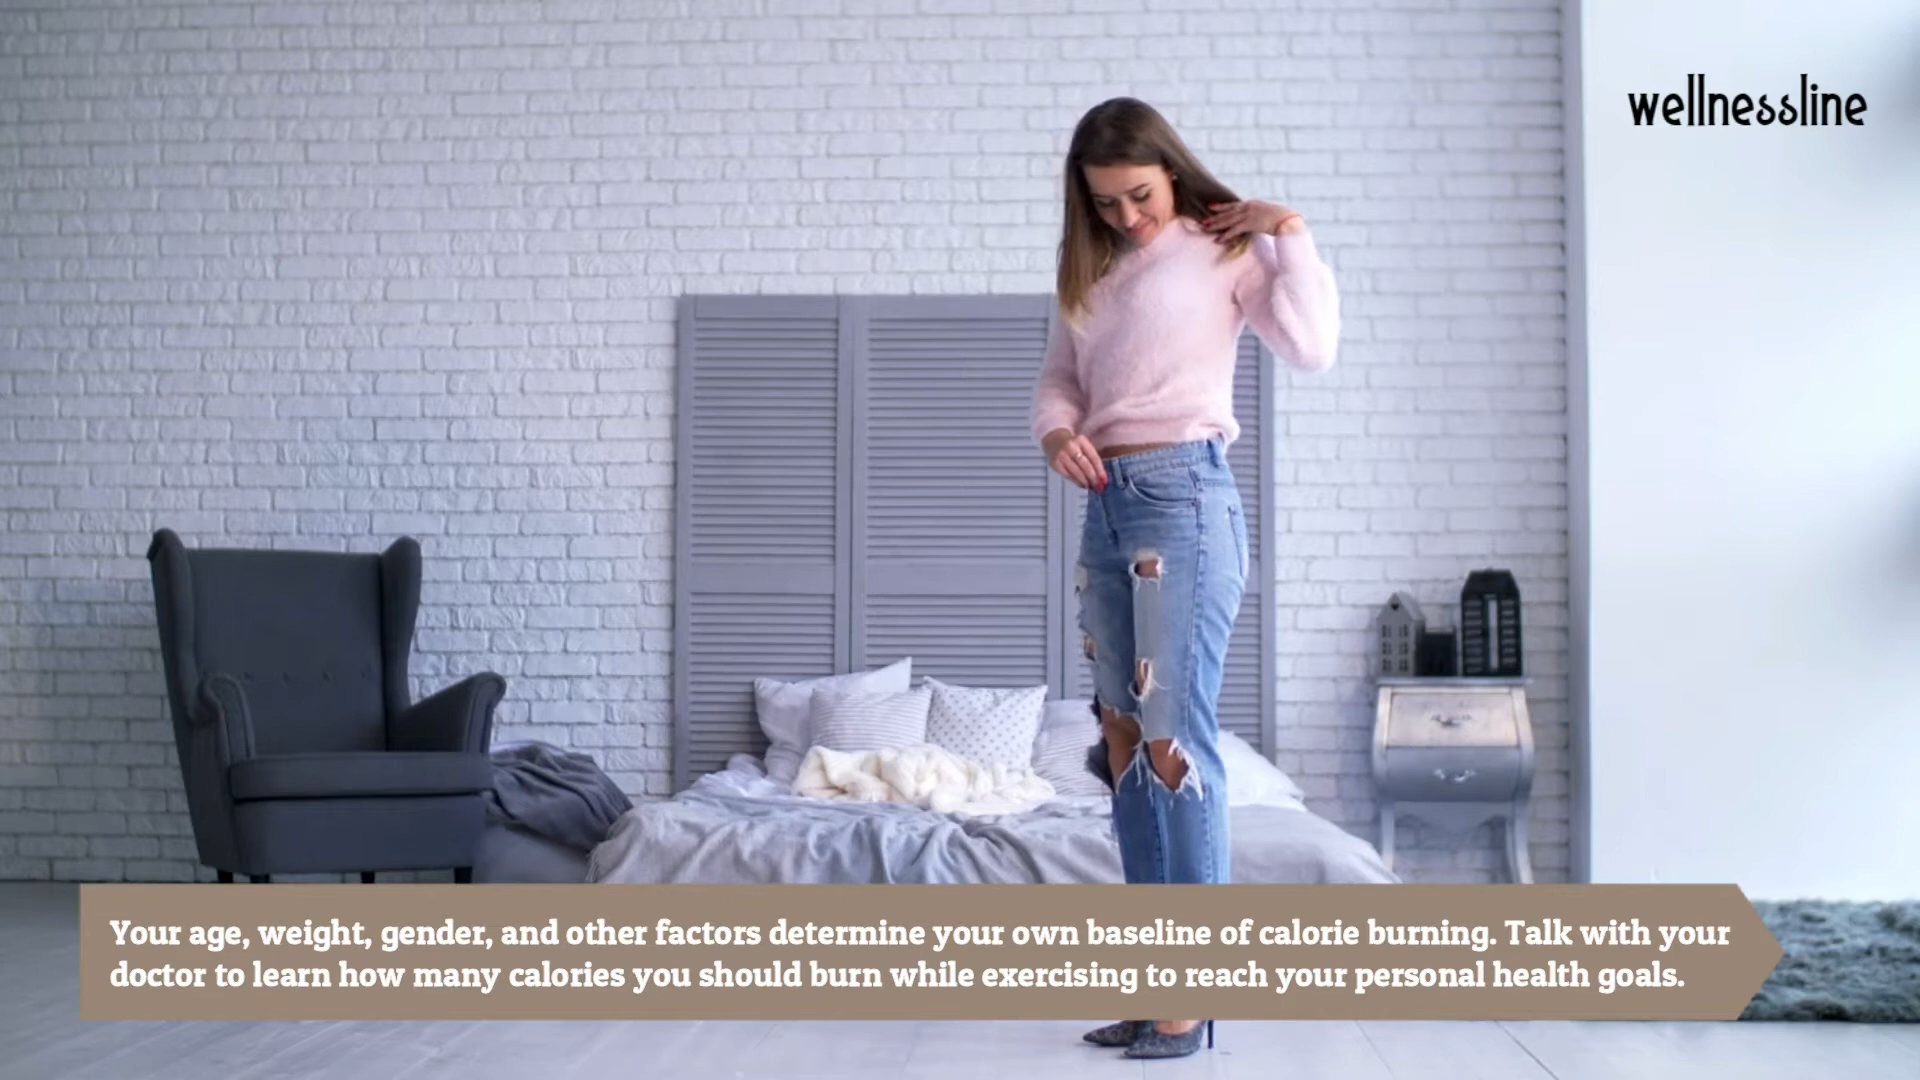 wellnessline
Your age, weight, gender, and other factors determine your own baseline of calorie burning. Talk with your
doctor to learn how many calories you should burn while exercising to reach your personal health goals.